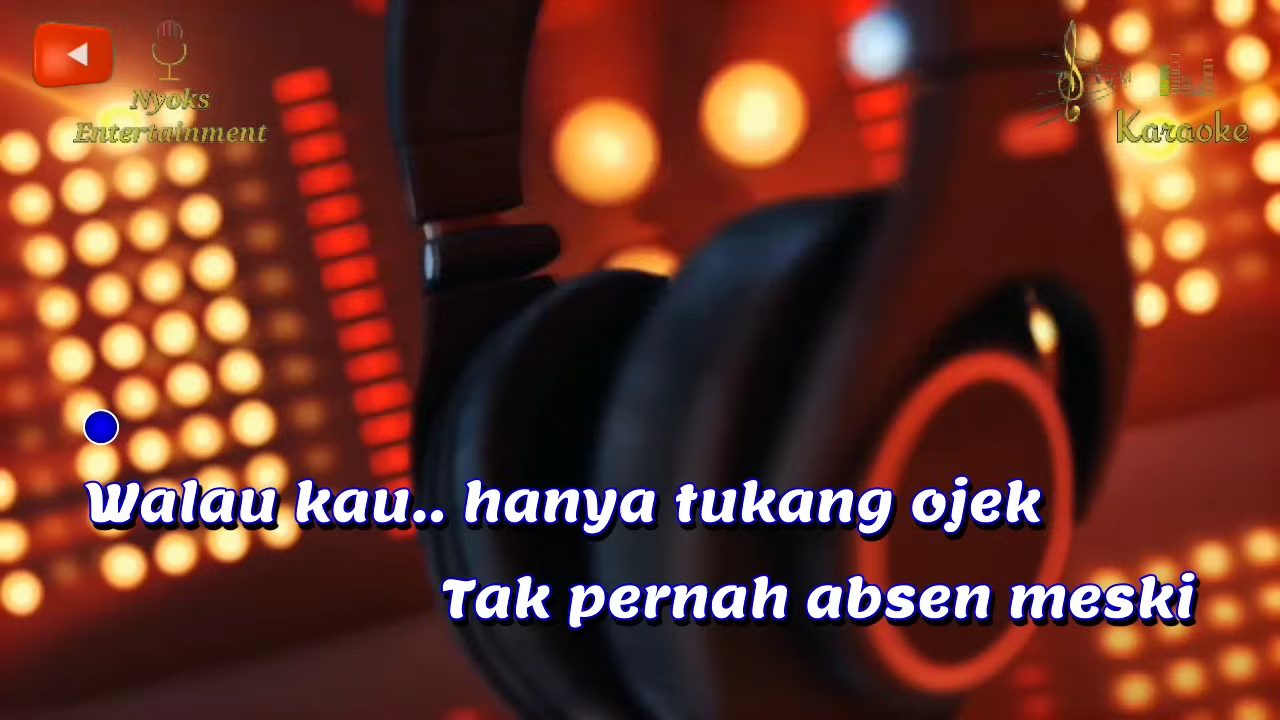 Nyoks
Entertainment
Karaoke
Walau kau.. hanya tukang ojek
Tak pernah absen meski